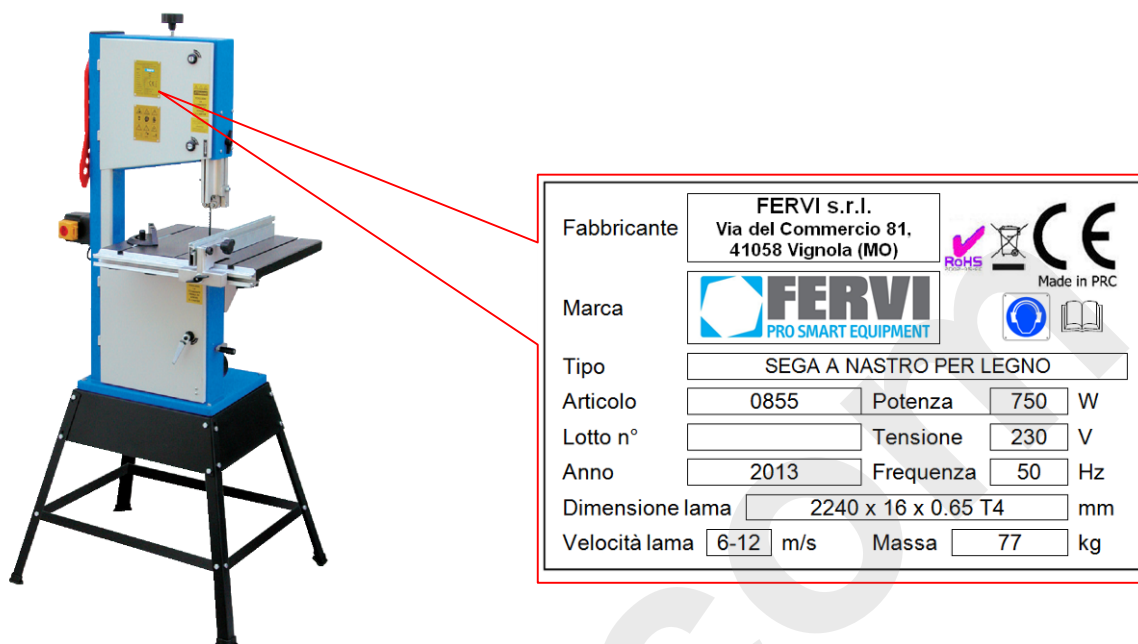 Fabbricante
FERVI s.r.l.
Via del Commercio 81,
41058 Vignola (MO)
RoHS
CE
Made in PRC
Marca
FERVI
PRO SMART EQUIPMENT
Tipo SEGA A NASTRO PER LEGNO
Articolo 0855 Potenza 750 W
Lotto n° Tensione 230 V
Anno 2013 Frequenza 50 Hz
Dimensione lama 2240 x 16 x 0.65 T4 mm
Velocità lama 6-12 m/s Massa 77 kg
com